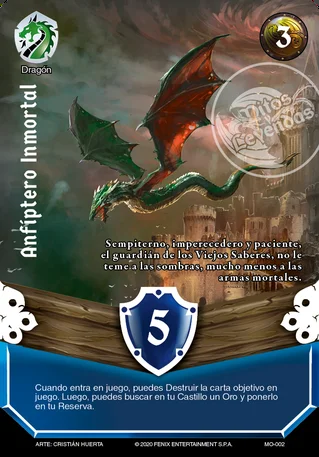 3
Dragón
Mitos
Leyendas
Anfíptero Inmortal
Sempiterno, imperecedero y paciente,
el guardián de los Viejos Saberes, no le
teme a las sombras, mucho menos a las
armas mortales.
5
Cuando entra en juego, puedes Destruir la carta objetivo en
juego. Luego, puedes buscar en tu Castillo un Oro y ponerlo
en tu Reserva.
ARTE: CRISTIÁN HUERTA
© 2020 FENIX ENTERTAINMENT S.P.A.
MO-002